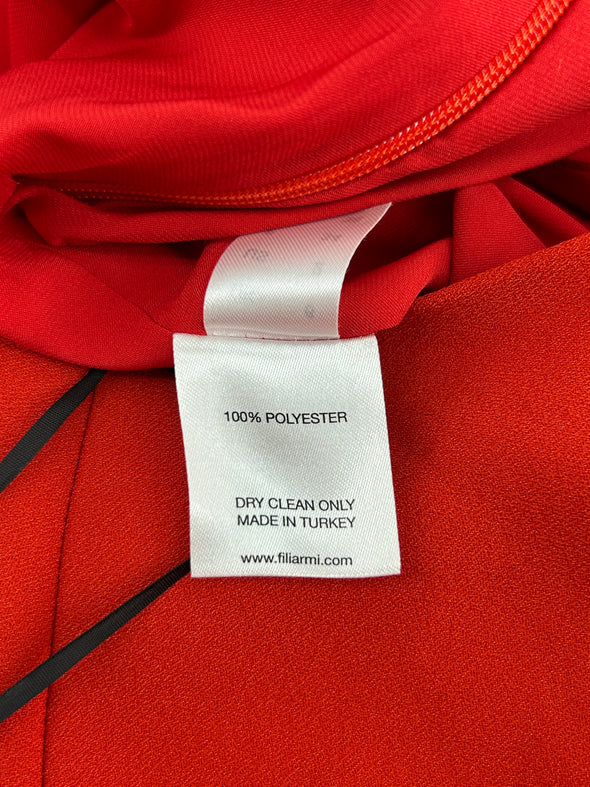 100% POLYESTER
DRY CLEAN ONLY
MADE IN TURKEY
www.filiarmi.com